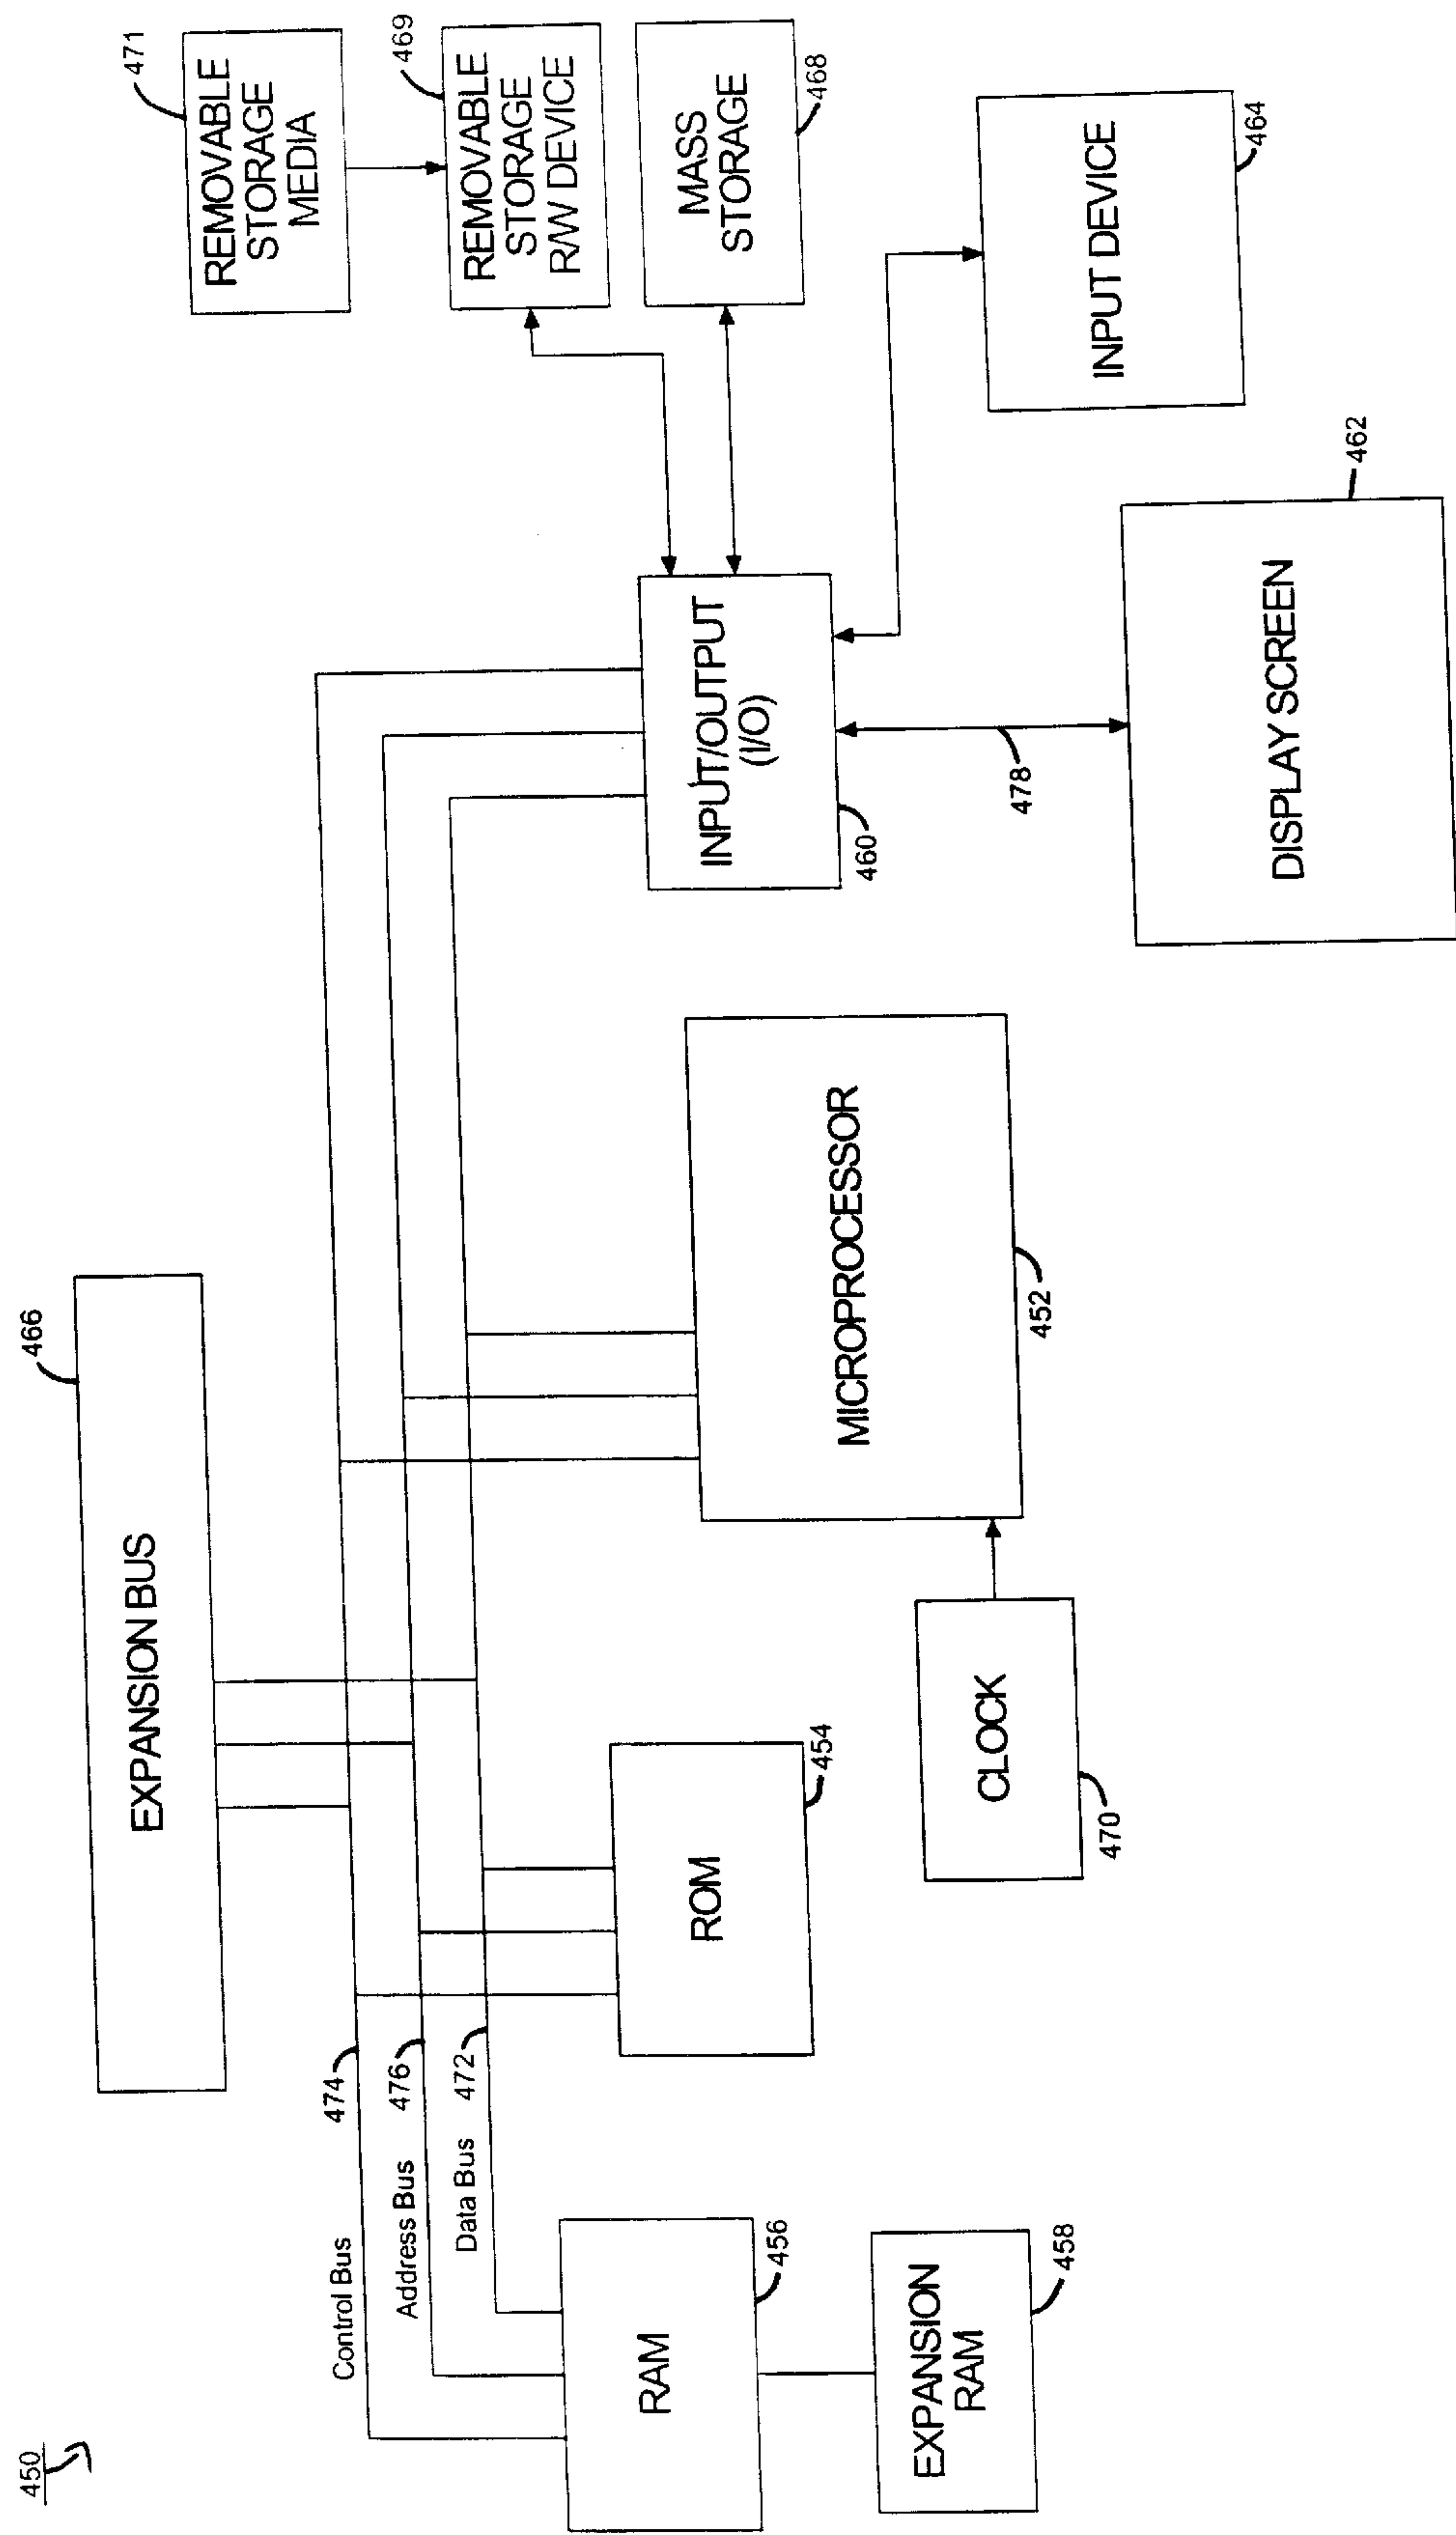 450
466
EXPANSION BUS
471
REMOVABLE
STORAGE
MEDIA
469
REMOVABLE
STORAGE
R/W DEVICE
MASS
STORAGE
468
Control Bus
474
Address Bus
476
Data Bus
472
RAM
456
EXPANSION
RAM
458
ROM
454
CLOCK
470
MICROPROCESSOR
452
INPUT/OUTPUT
(I/O)
460
478
INPUT DEVICE
464
DISPLAY SCREEN
462